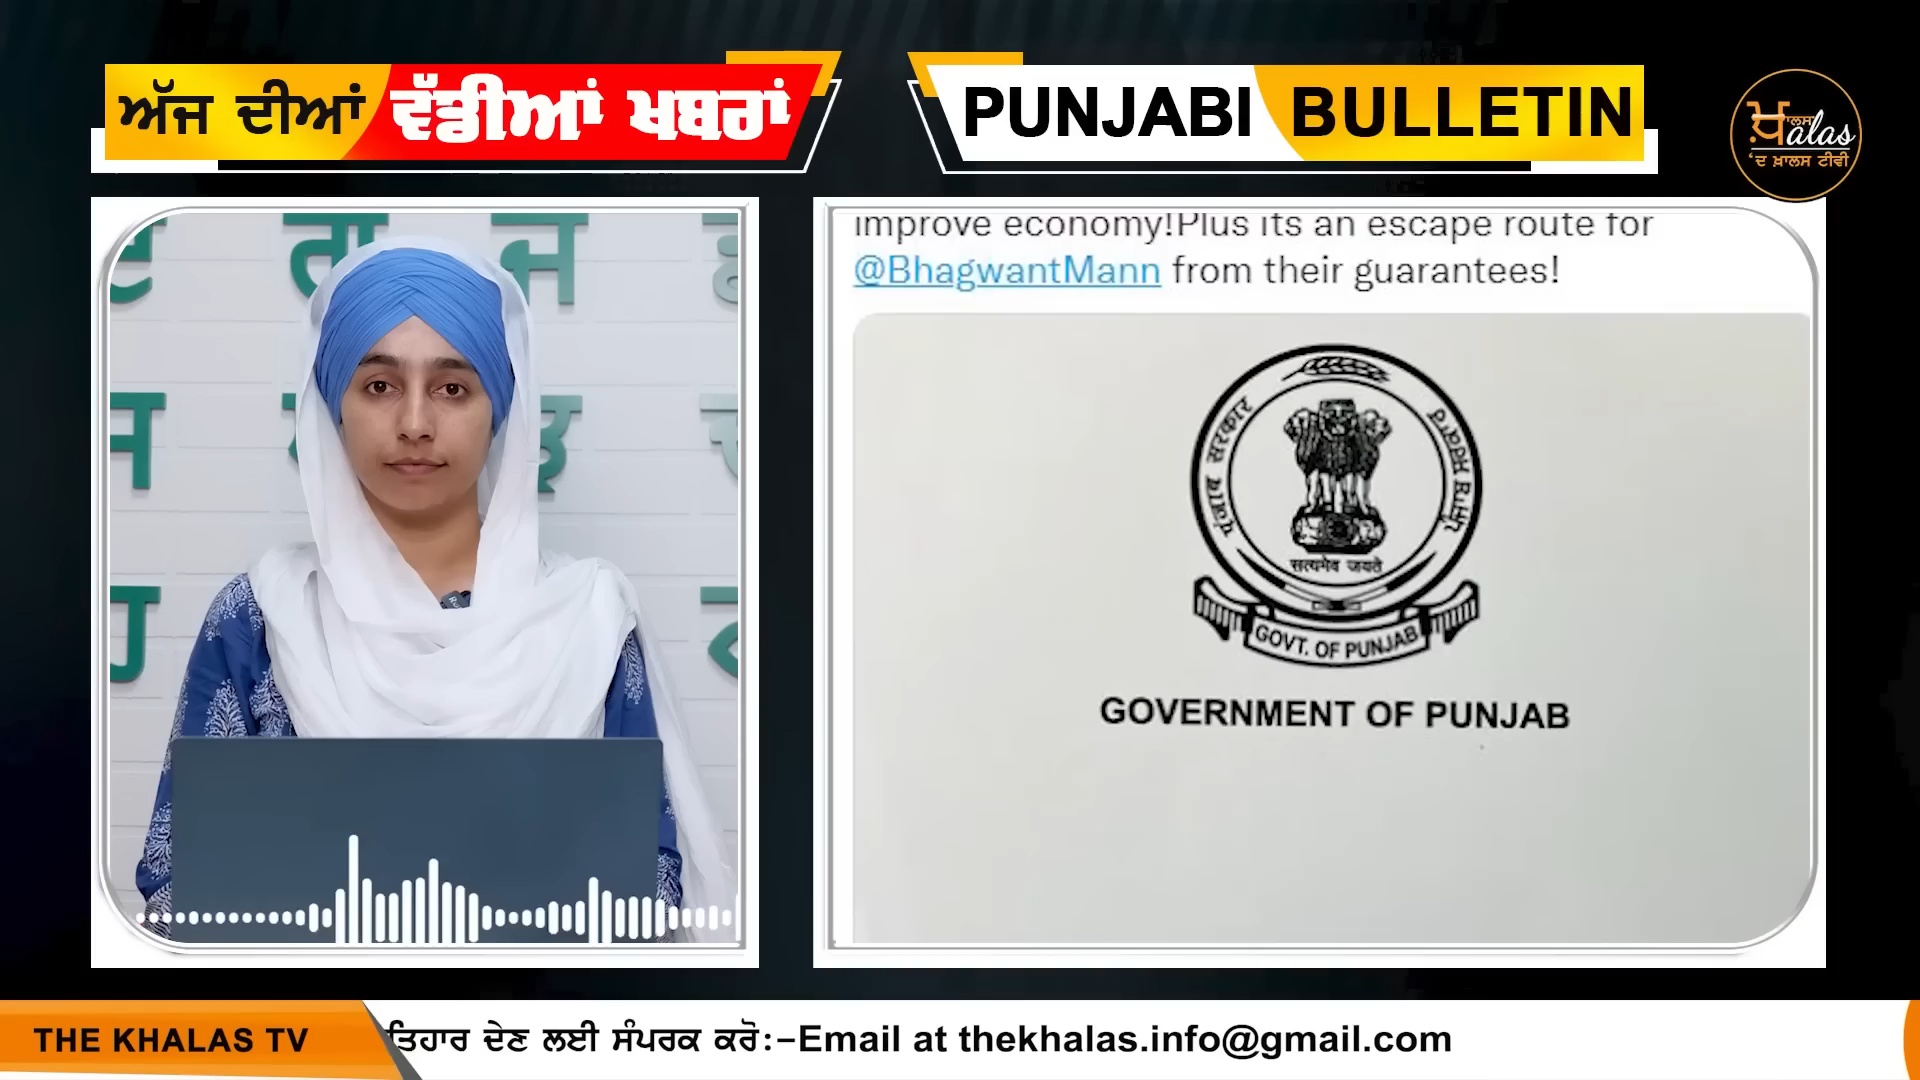 ਅੱਜ ਦੀਆਂ ਵੱਡੀਆਂ ਖਬਰਾਂ
PUNJABI BULLETIN
ਖ਼ਾਲਸ
alas
'ਦ ਖ਼ਾਲਸ ਟੀਵੀ
improve economy!Plus its an escape route for
@BhagwantMann from their guarantees!
पंजाब सरकार
ਪੰਜਾਬ ਸਰਕਾਰ
सत्यमेव जयते
GOVT. OF PUNJAB
GOVERNMENT OF PUNJAB
THE KHALAS TV
ਤਿਹਾਰ ਦੇਣ ਲਈ ਸੰਪਰਕ ਕਰੋ:-Email at thekhalas.info@gmail.com